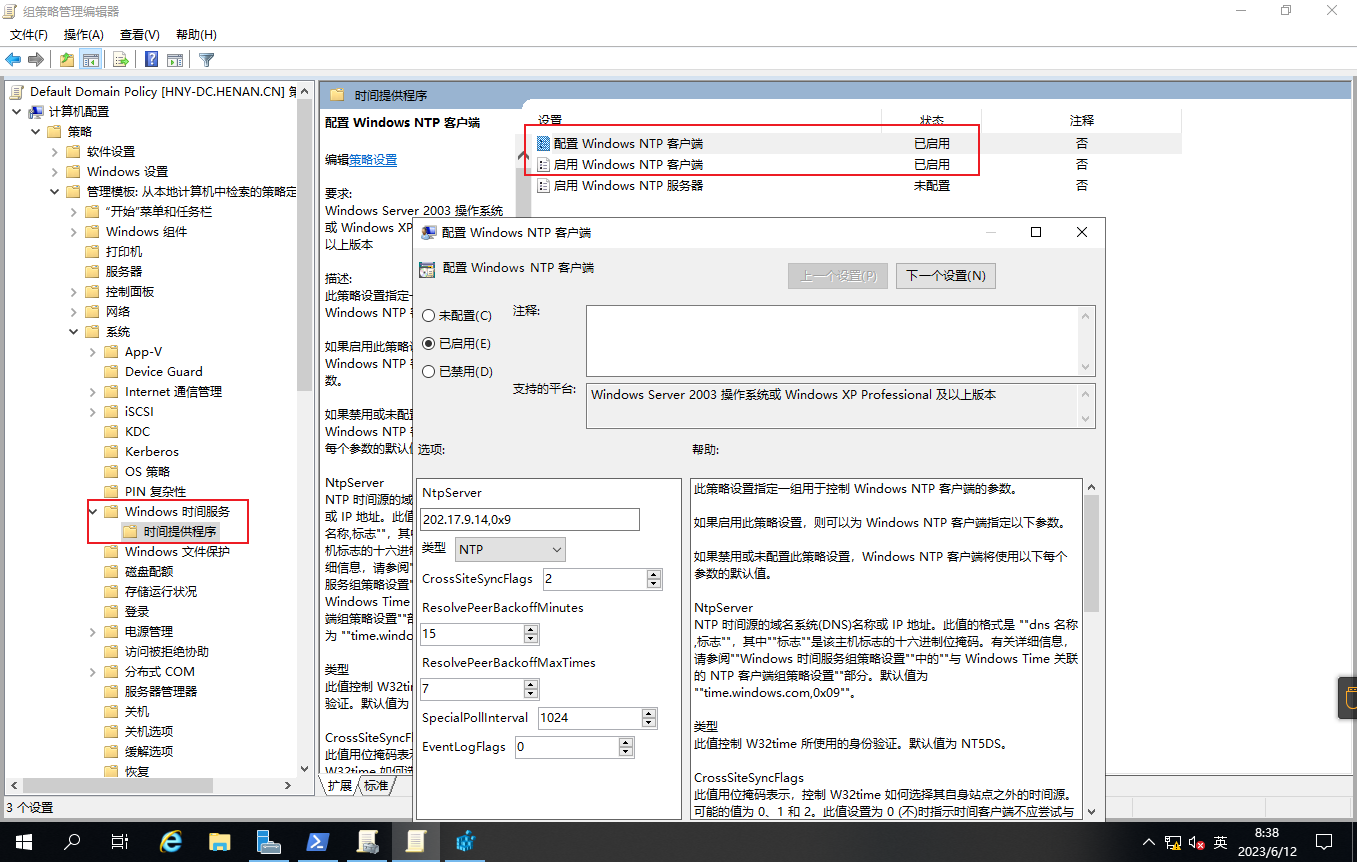 组策略管理编辑器
文件(F) 操作(A) 查看(V) 帮助(H)
Default Domain Policy [HNY-DC.HENAN.CN] 策
计算机配置
策略
软件设置
Windows 设置
管理模板: 从本地计算机中检索的策略定
“开始”菜单和任务栏
Windows 组件
打印机
服务器
控制面板
网络
系统
App-V
Device Guard
Internet 通信管理
iSCSI
KDC
Kerberos
OS 策略
PIN 复杂性
Windows 时间服务
时间提供程序
Windows 文件保护
磁盘配额
存储运行状况
登录
电源管理
访问被拒绝协助
分布式 COM
服务器管理器
关机
关机选项
缓解选项
恢复
3 个设置
时间提供程序
配置 Windows NTP 客户端
编辑策略设置
要求:
Windows Server 2003 操作系统
或 Windows XP
以上版本
描述:
此策略设置指定一
Windows NTP
如果启用此策略
Windows NTP
数。
如果禁用或未配
Windows NTP
每个参数的默认
NtpServer
NTP 时间源的域
或 IP 地址。此值
名称,标志"",其
机标志的十六进制
细信息，请参阅"
服务组策略设置"
Windows Time
端组策略设置""部
为 ""time.windo
类型
此值控制 W32ti
验证。默认值为
CrossSiteSyncF
此值用位掩码表
W32time 如何
扩展 标准
设置 状态 注释
配置 Windows NTP 客户端 已启用 否
启用 Windows NTP 客户端 已启用 否
启用 Windows NTP 服务器 未配置 否
配置 Windows NTP 客户端
配置 Windows NTP 客户端
上一个设置(P) 下一个设置(N)
未配置(C) 注释:
已启用(E)
已禁用(D)
支持的平台: Windows Server 2003 操作系统或 Windows XP Professional 及以上版本
选项: 帮助:
NtpServer
202.17.9.14,0x9
类型 NTP
CrossSiteSyncFlags 2
ResolvePeerBackoffMinutes
15
ResolvePeerBackoffMaxTimes
7
SpecialPollInterval 1024
EventLogFlags 0
此策略设置指定一组用于控制 Windows NTP 客户端的参数。
如果启用此策略设置，则可以为 Windows NTP 客户端指定以下参数。
如果禁用或未配置此策略设置，Windows NTP 客户端将使用以下每个
参数的默认值。
NtpServer
NTP 时间源的域名系统(DNS)名称或 IP 地址。此值的格式是 ""dns 名称
,标志""，其中""标志""是该主机标志的十六进制位掩码。有关详细信息，
请参阅""Windows 时间服务组策略设置""中的""与 Windows Time 关联
的 NTP 客户端组策略设置""部分。默认值为
""time.windows.com,0x09""。
类型
此值控制 W32time 所使用的身份验证。默认值为 NT5DS。
CrossSiteSyncFlags
此值用位掩码表示，控制 W32time 如何选择其自身站点之外的时间源。
可能的值为 0、1 和 2。此值设置为 0 (不)时指示时间客户端不应尝试与
英
8:38
2023/6/12